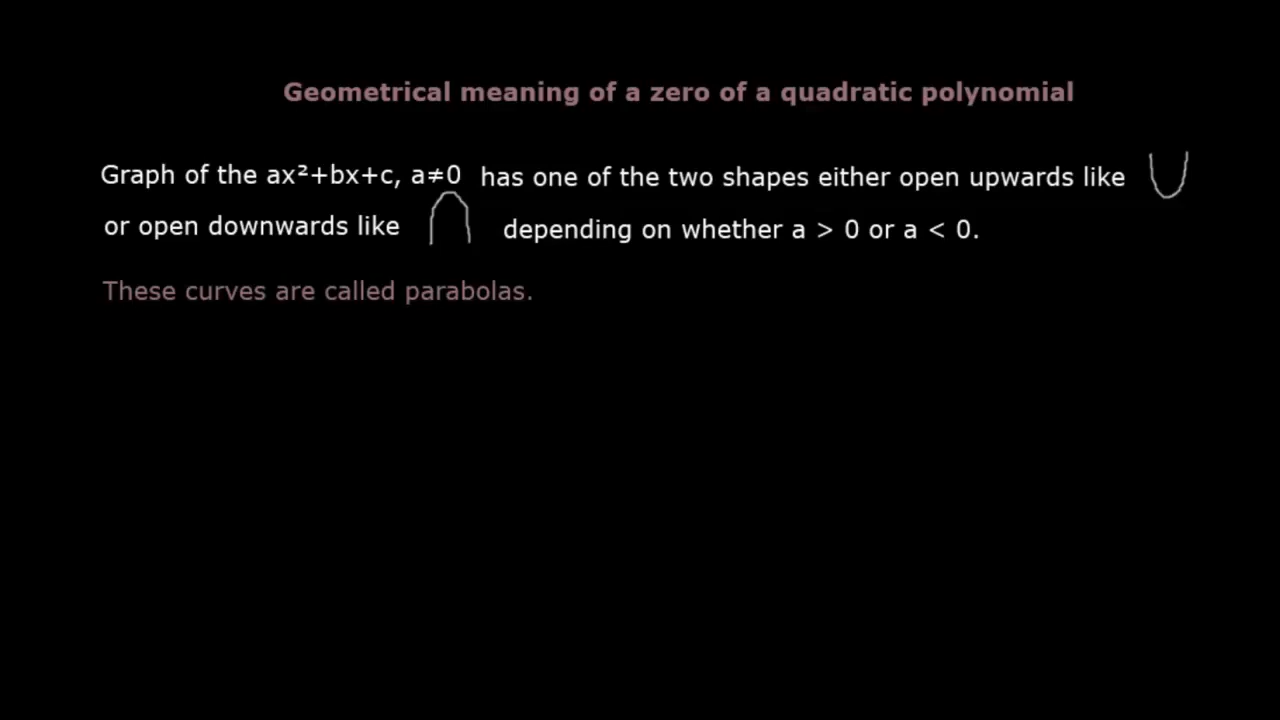 Geometrical meaning of a zero of a quadratic polynomial
Graph of the ax²+bx+c, a≠0 has one of the two shapes either open upwards like
or open downwards like depending on whether a > 0 or a < 0.
These curves are called parabolas.